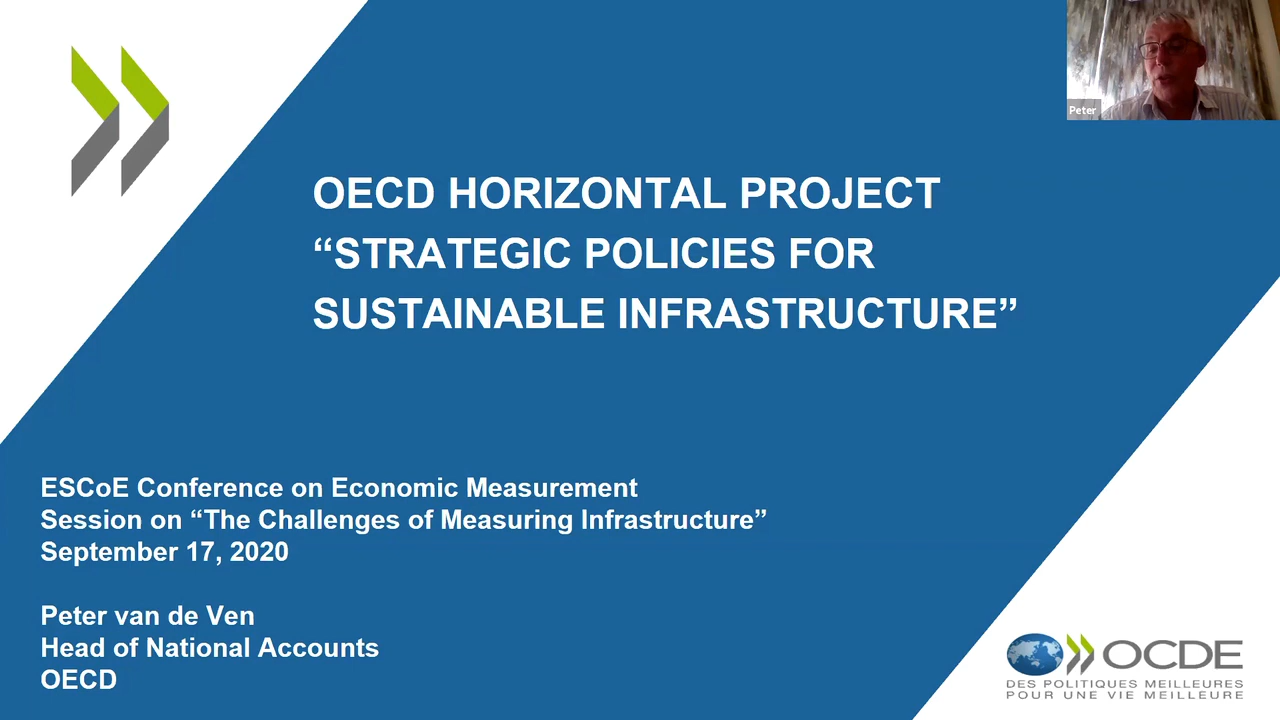 Peter
OECD HORIZONTAL PROJECT
“STRATEGIC POLICIES FOR
SUSTAINABLE INFRASTRUCTURE”
ESCoE Conference on Economic Measurement
Session on “The Challenges of Measuring Infrastructure”
September 17, 2020
Peter van de Ven
Head of National Accounts
OECD
OCDE
DES POLITIQUES MEILLEURES
POUR UNE VIE MEILLEURE